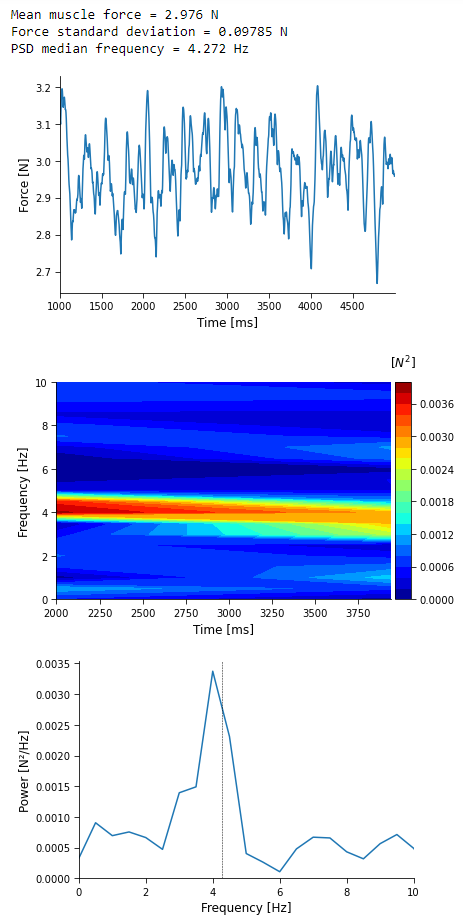 Mean muscle force = 2.976 N
Force standard deviation = 0.09785 N
PSD median frequency = 4.272 Hz
3.2
3.1
3.0
2.9
2.8
2.7
Force [N]
1000 1500 2000 2500 3000 3500 4000 4500
Time [ms]
[N²]
10
8
6
4
2
0
Frequency [Hz]
0.0036
0.0030
0.0024
0.0018
0.0012
0.0006
0.0000
2000 2250 2500 2750 3000 3250 3500 3750
Time [ms]
0.0035
0.0030
0.0025
0.0020
0.0015
0.0010
0.0005
0.0000
Power [N²/Hz]
0 2 4 6 8 10
Frequency [Hz]